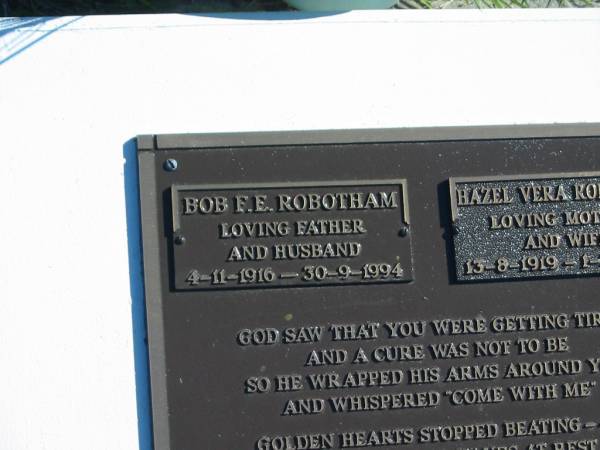 BOB F.E. ROBOTHAM
LOVING FATHER
AND HUSBAND
4-11-1916 — 30-9-1994
HAZEL VERA
LOVING
AND
13-8-1919 —
GOD SAW THAT YOU WERE GETTING
AND A CURE WAS NOT TO BE
SO HE WRAPPED HIS ARMS AROUND
AND WHISPERED "COME WITH ME"
GOLDEN HEARTS STOPPED BEATING –
AT REST